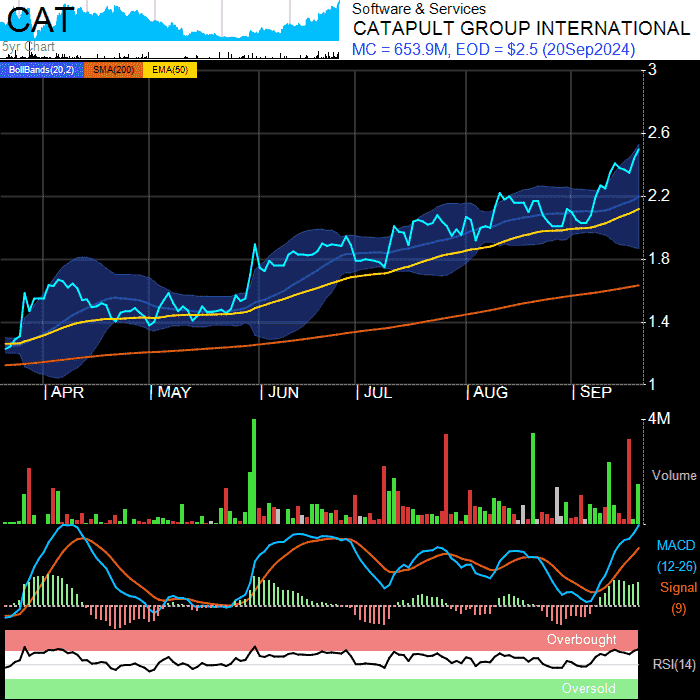 CAT
5yr Chart
Software & Services
CATAPULT GROUP INTERNATIONAL
MC = 653.9M, EOD = $2.5 (20Sep2024)
BollBands(20,2) SMA(200) EMA(50)
3
2.6
2.2
1.8
1.4
1
APR MAY JUN JUL AUG SEP
4M
Volume
MACD
(12-26)
Signal
(9)
Overbought
RSI(14)
Oversold